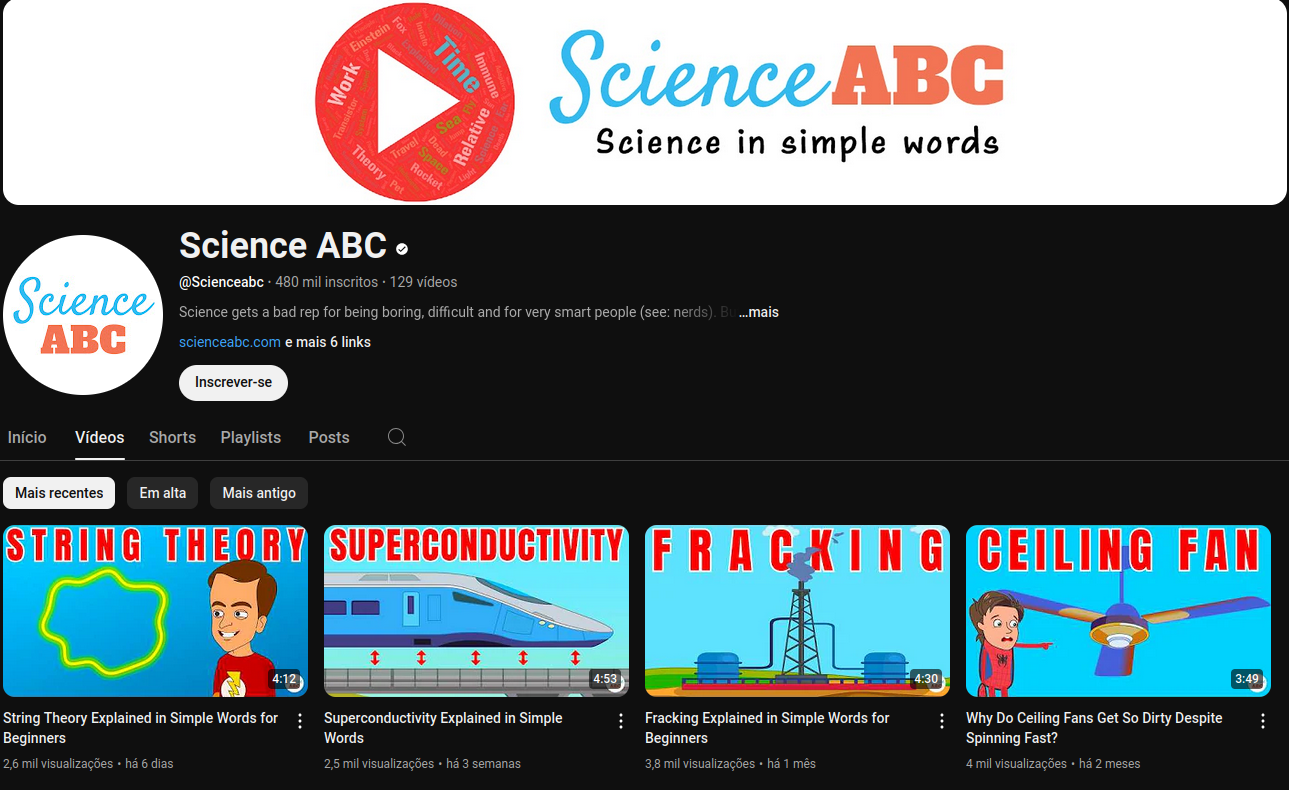 Einstein
Fox
Time
Immune
Work
Transistor
Sea
Relative
Science
Dead
Travel
Space
Theory
Rocket
Light
Pet
Science ABC
Science in simple words
Science
ABC
Science ABC
@Scienceabc · 480 mil inscritos · 129 vídeos
Science gets a bad rep for being boring, difficult and for very smart people (see: nerds). ...mais
scienceabc.com e mais 6 links
Inscrever-se
Início Vídeos Shorts Playlists Posts
Mais recentes Em alta Mais antigo
STRING THEORY SUPERCONDUCTIVITY FRACKING CEILING FAN
4:12 4:53 4:30 3:49
String Theory Explained in Simple Words for Superconductivity Explained in Simple Fracking Explained in Simple Words for Why Do Ceiling Fans Get So Dirty Despite
Beginners Words Beginners Spinning Fast?
2,6 mil visualizações • há 6 dias 2,5 mil visualizações • há 3 semanas 3,8 mil visualizações • há 1 mês 4 mil visualizações • há 2 meses